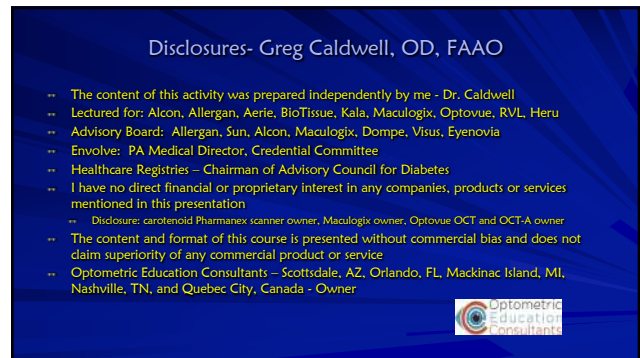 Disclosures- Greg Caldwell, OD, FAAO
The content of this activity was prepared independently by me - Dr. Caldwell
Lectured for: Alcon, Allergan, Aerie, BioTissue, Kala, Maculogix, Optovue, RVL, Heru
Advisory Board: Allergan, Sun, Alcon, Maculogix, Dompe, Visus, Eyenovia
Envolve: PA Medical Director, Credential Committee
Healthcare Registries – Chairman of Advisory Council for Diabetes
I have no direct financial or proprietary interest in any companies, products or services
mentioned in this presentation
Disclosure: carotenoid Pharmanex scanner owner, Maculogix owner, Optovue OCT and OCT-A owner
The content and format of this course is presented without commercial bias and does not
claim superiority of any commercial product or service
Optometric Education Consultants – Scottsdale, AZ, Orlando, FL, Mackinac Island, MI,
Nashville, TN, and Quebec City, Canada - Owner
Optometric
Education
Consultants